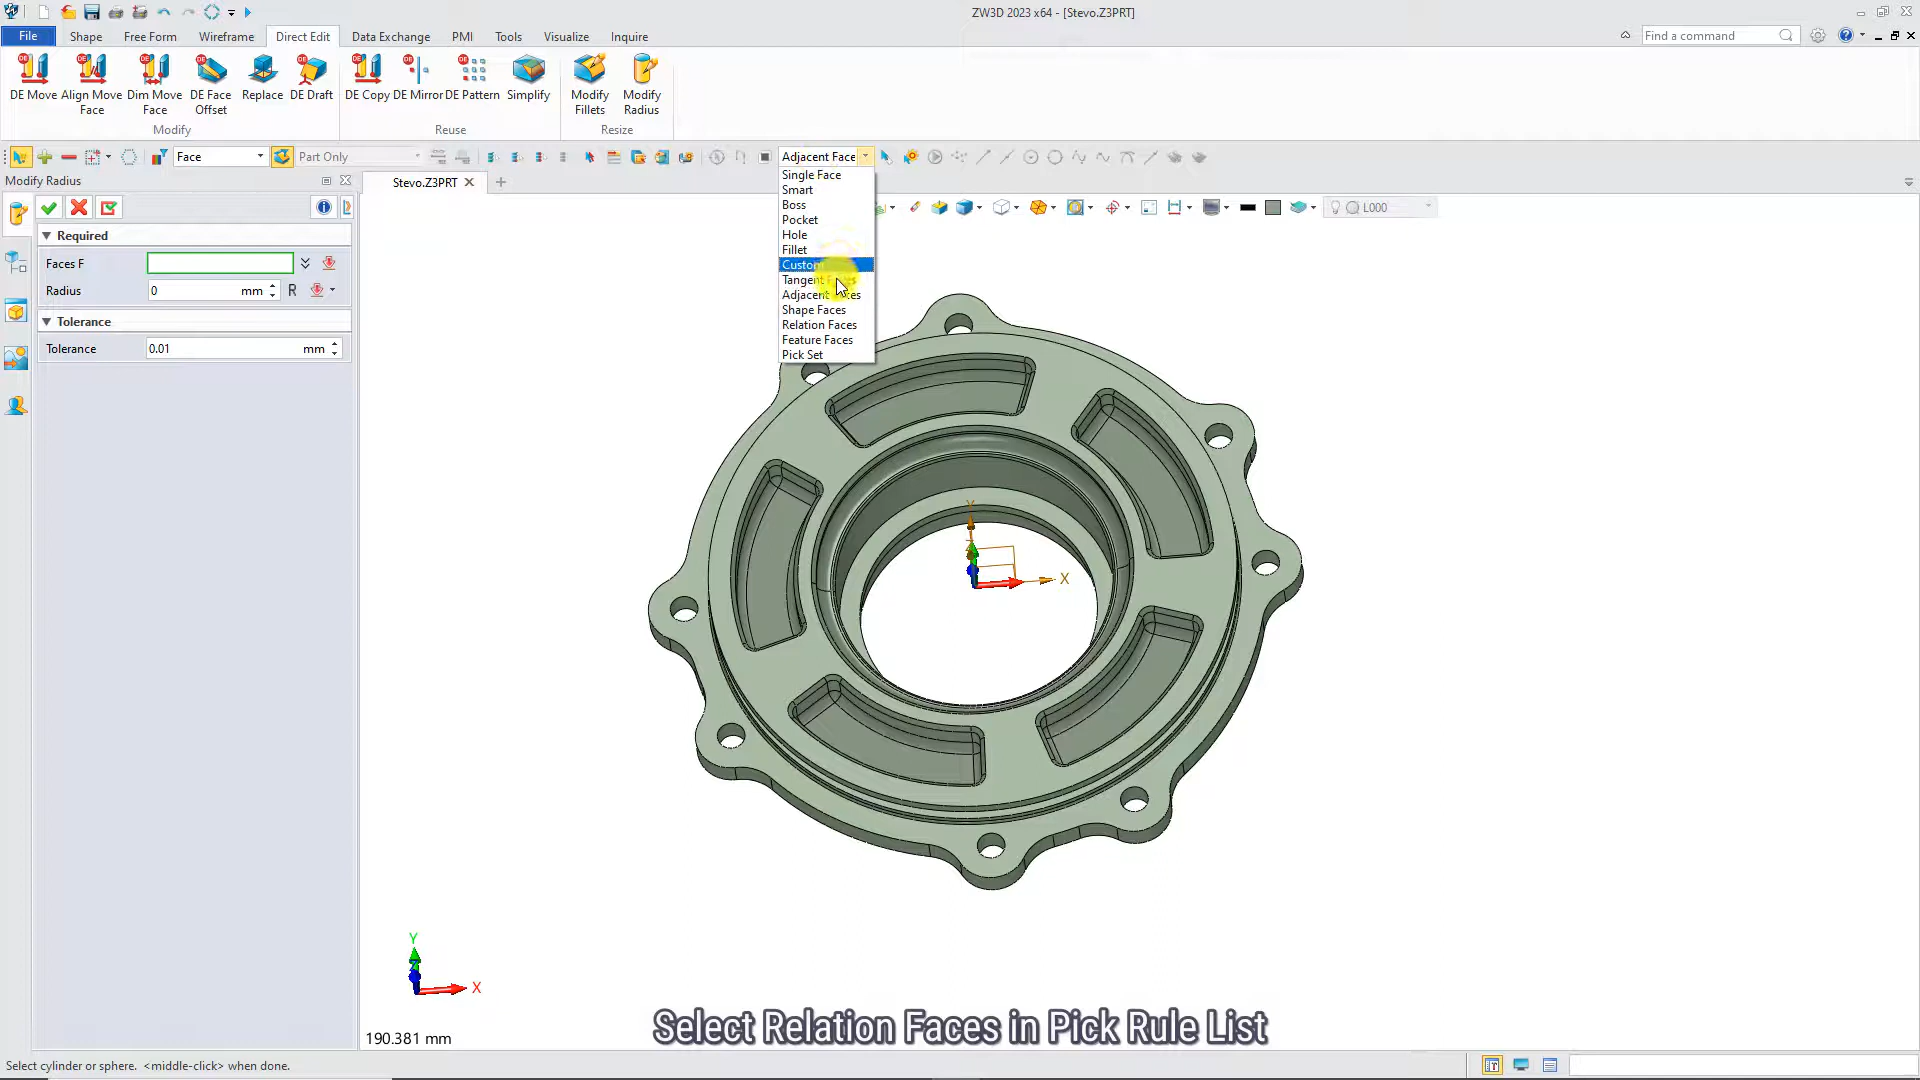 ZW3D 2023 x64 - [Stevo.Z3PRT]
File Shape Free Form Wireframe Direct Edit Data Exchange PMI Tools Visualize Inquire Find a command
DE Move Align Move Face Dim Move Face DE Face Offset Replace DE Draft DE Copy DE Mirror DE Pattern Simplify Modify Fillets Modify Radius
Modify Reuse Resize
Face Part Only Adjacent Face
Modify Radius Stevo.Z3PRT
Single Face
Smart
Boss
Pocket
Hole
Fillet
Custom
Tangent Faces
Adjacent Faces
Shape Faces
Relation Faces
Feature Faces
Pick Set
L000
Required
Faces F
Radius 0 mm R
Tolerance
Tolerance 0.01 mm
Y
X
Y
X
Select Relation Faces in Pick Rule List
190.381 mm
Select cylinder or sphere. <middle-click> when done.